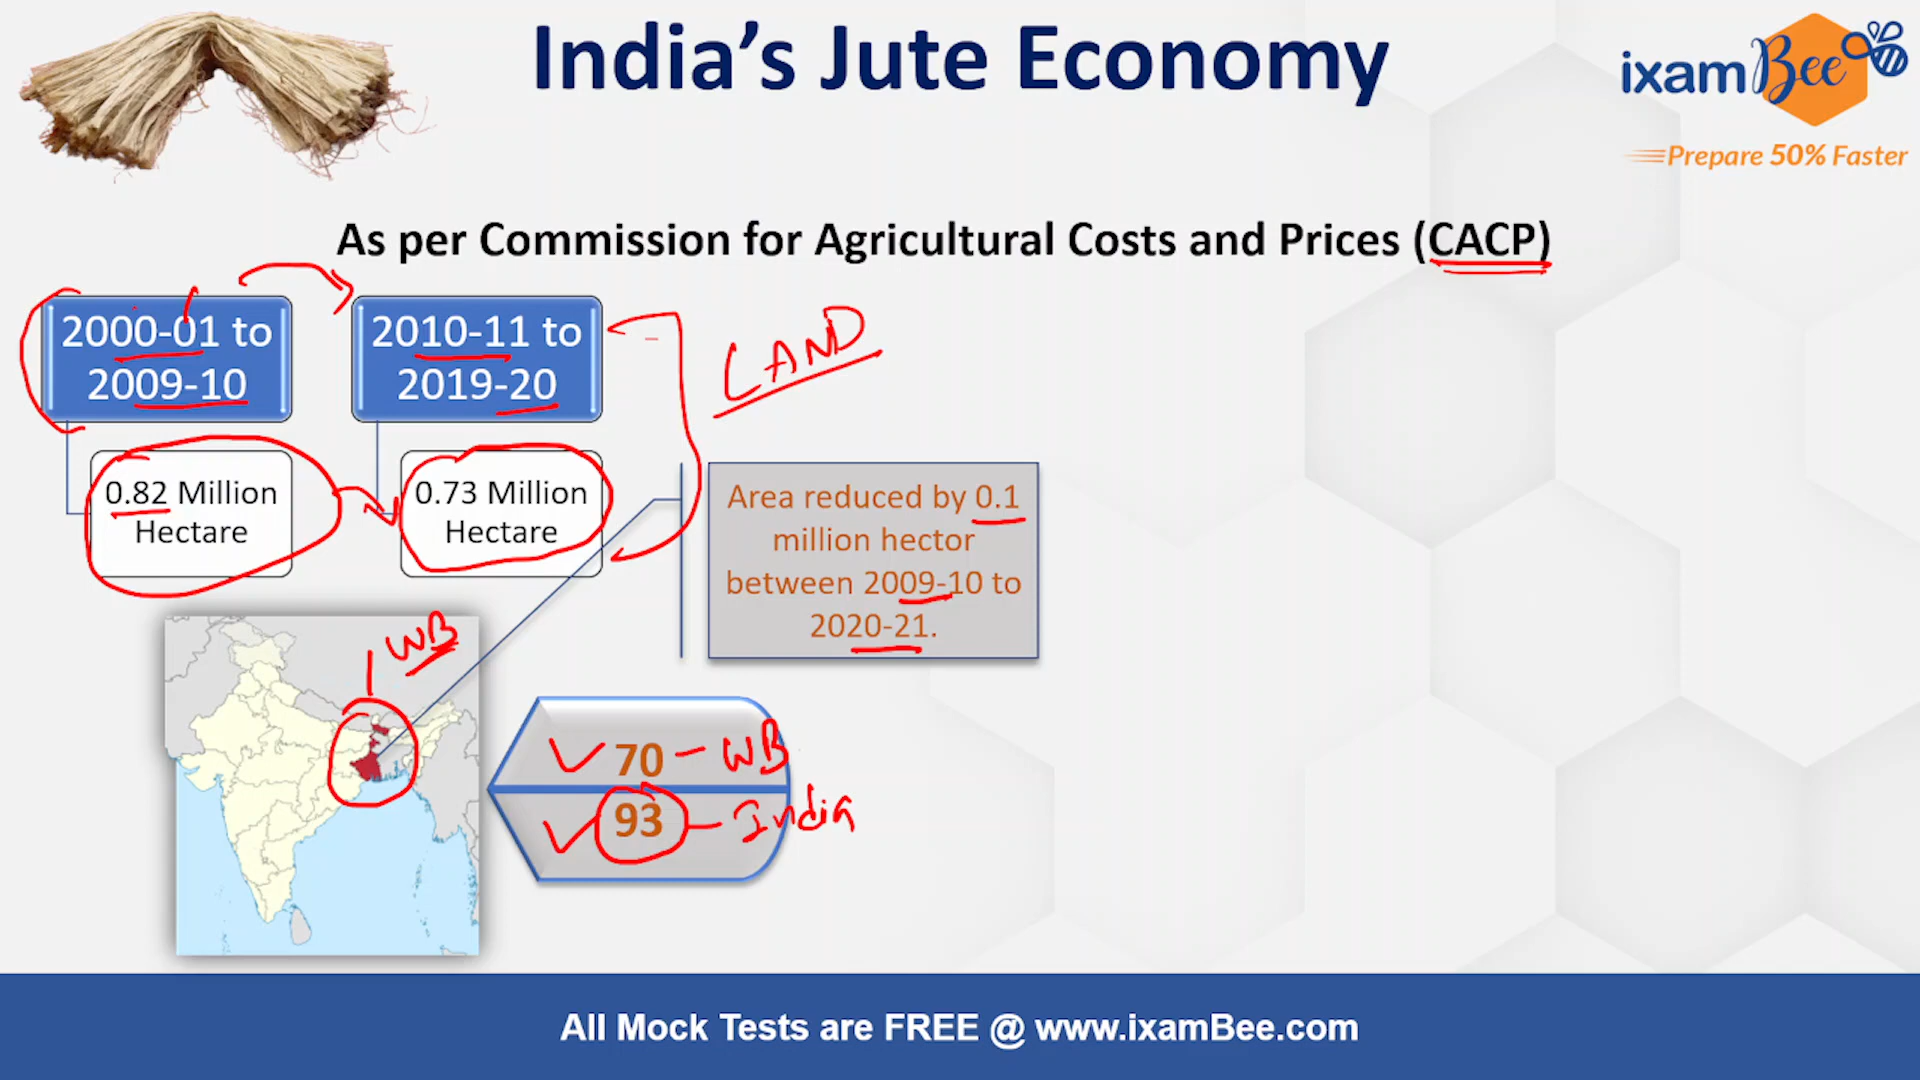 India's Jute Economy
ixamBee
Prepare 50% Faster
As per Commission for Agricultural Costs and Prices (CACP)
2000-01 to
2009-10
2010-11 to
2019-20
LAND
0.82 Million
Hectare
0.73 Million
Hectare
Area reduced by 0.1
million hector
between 2009-10 to
2020-21.
WB
70 - WB
93 - India
All Mock Tests are FREE @ www.ixamBee.com